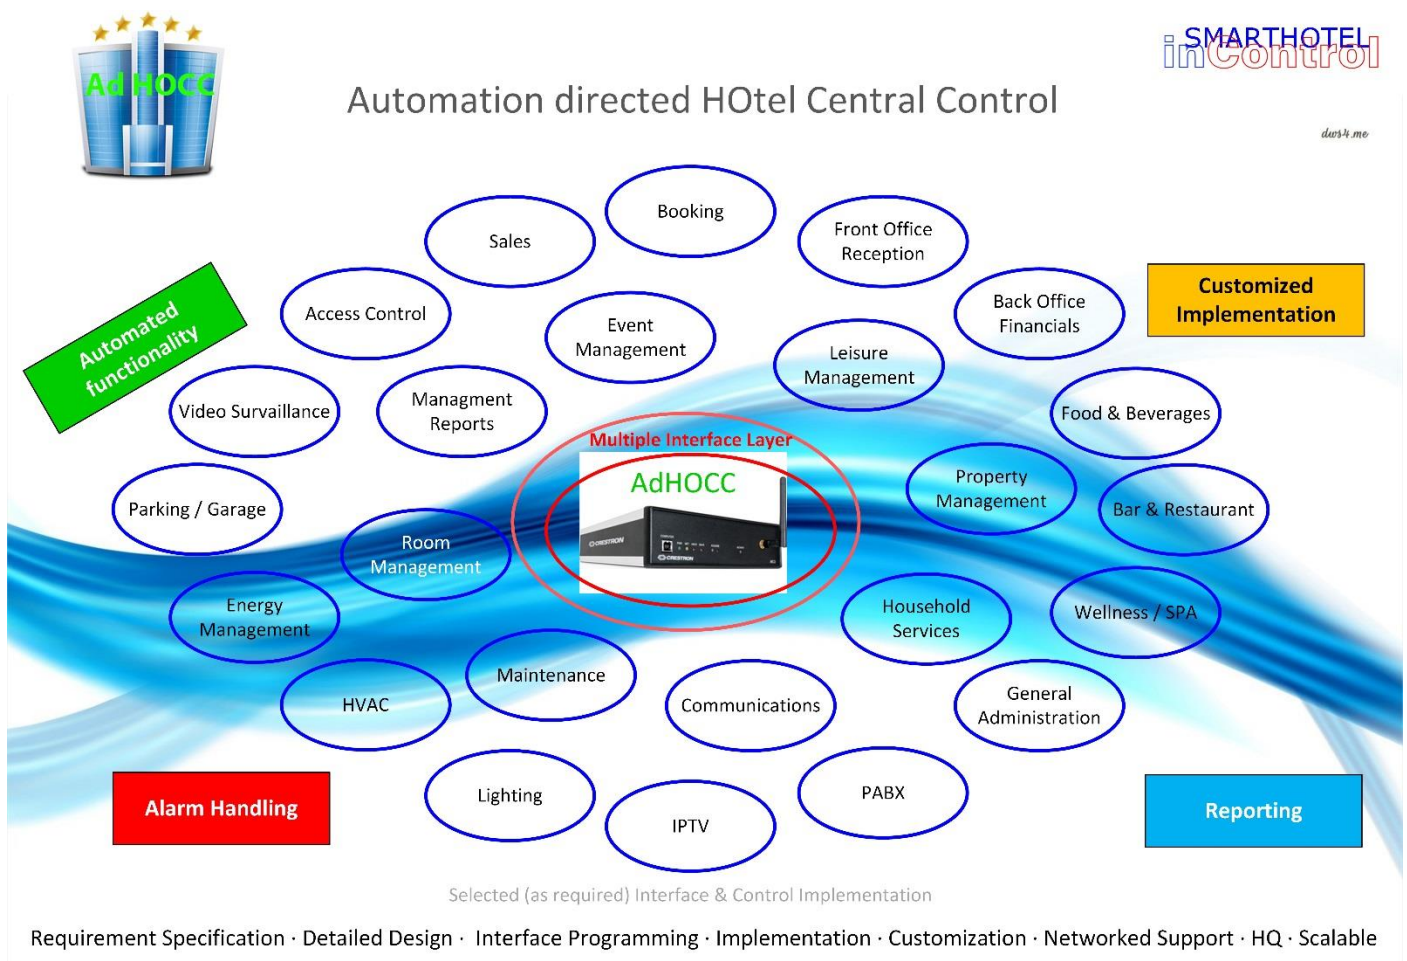 Ad HOCC
SMARTHOTEL
inControl
Automation directed HOtel Central Control
dws4.me
Booking
Sales
Front Office
Reception
Access Control
Back Office
Financials
Customized
Implementation
Automated
functionality
Event
Management
Leisure
Management
Video Survaillance
Managment
Reports
Food & Beverages
Multiple Interface Layer
AdHOCC
CRESTRON
CRESTRON
Property
Management
Bar & Restaurant
Parking / Garage
Room
Management
Energy
Management
Household
Services
Wellness / SPA
HVAC
Maintenance
Communications
General
Administration
Alarm Handling
Lighting
IPTV
PABX
Reporting
Selected (as required) Interface & Control Implementation
Requirement Specification · Detailed Design · Interface Programming · Implementation · Customization · Networked Support · HQ · Scalable